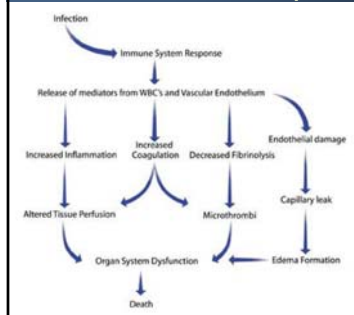 Infection
Immune System Response
Release of mediators from WBC's and Vascular Endothelium
Increased Inflammation
Increased
Coagulation
Decreased Fibrinolysis
Endothelial damage
Altered Tissue Perfusion
Microthrombi
Capillary leak
Organ System Dysfunction
Edema Formation
Death